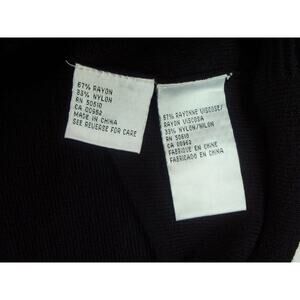 67% RAYON
33% NYLON
RN 50610
CA 00962
MADE IN CHINA
SEE REVERSE FOR CARE
67% RAYONNE VISCOSE/
RAYON VISCOSA
33% NYLON/NILON
RN 50610
CA 00962
FABRIQUE EN CHINE
FABRICADO EN CHINA